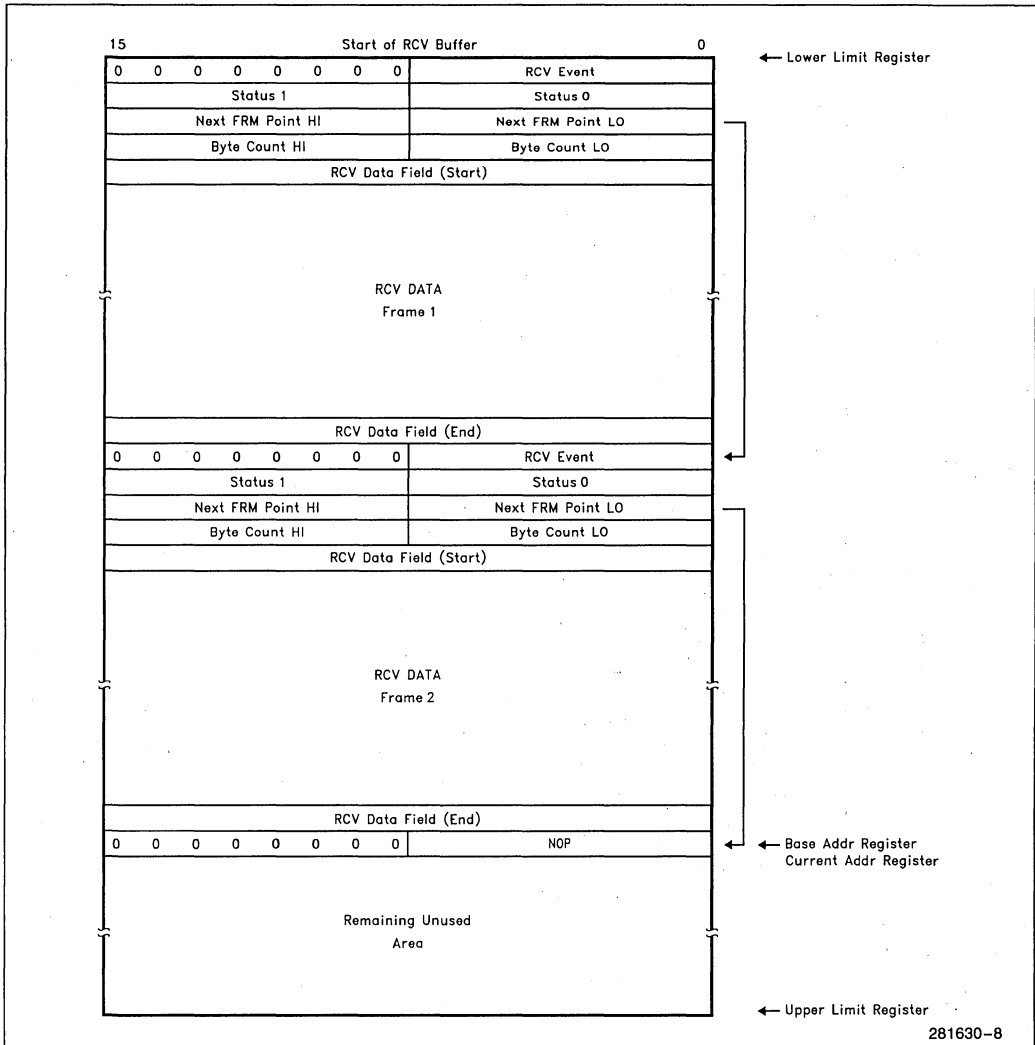 15 Start of RCV Buffer 0
← Lower Limit Register
0 0 0 0 0 0 0 0 RCV Event
Status 1 Status 0
Next FRM Point HI Next FRM Point LO
Byte Count HI Byte Count LO
RCV Data Field (Start)
RCV DATA
Frame 1
RCV Data Field (End)
0 0 0 0 0 0 0 0 RCV Event
Status 1 Status 0
Next FRM Point HI Next FRM Point LO
Byte Count HI Byte Count LO
RCV Data Field (Start)
RCV DATA
Frame 2
RCV Data Field (End)
0 0 0 0 0 0 0 0 NOP
← Base Addr Register
Current Addr Register
Remaining Unused
Area
← Upper Limit Register
281630-8